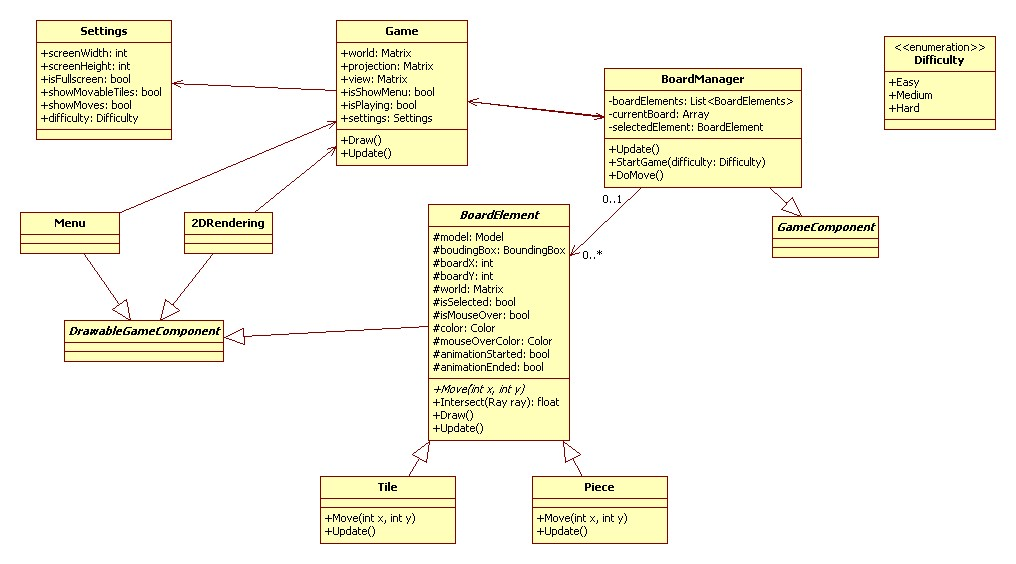 Settings
+screenWidth: int
+screenHeight: int
+isFullscreen: bool
+showMovableTiles: bool
+showMoves: bool
+difficulty: Difficulty
Game
+world: Matrix
+projection: Matrix
+view: Matrix
+isShowMenu: bool
+isPlaying: bool
+settings: Settings
+Draw()
+Update()
BoardManager
-boardElements: List<BoardElements>
-currentBoard: Array
-selectedElement: BoardElement
+Update()
+StartGame(difficulty: Difficulty)
+DoMove()
<<enumeration>>
Difficulty
+Easy
+Medium
+Hard
Menu
2DRendering
0..1
0..*
BoardElement
#model: Model
#boudingBox: BoundingBox
#boardX: int
#boardY: int
#world: Matrix
#isSelected: bool
#isMouseOver: bool
#color: Color
#mouseOverColor: Color
#animationStarted: bool
#animationEnded: bool
+Move(int x, int y)
+Intersect(Ray ray): float
+Draw()
+Update()
GameComponent
DrawableGameComponent
Tile
+Move(int x, int y)
+Update()
Piece
+Move(int x, int y)
+Update()